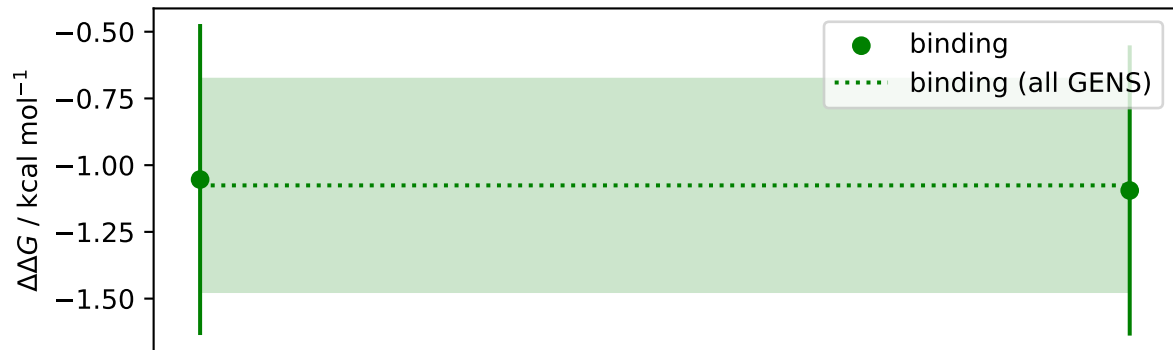 −0.50
−0.75
−1.00
−1.25
−1.50
ΔΔG / kcal mol⁻¹
binding
binding (all GENS)